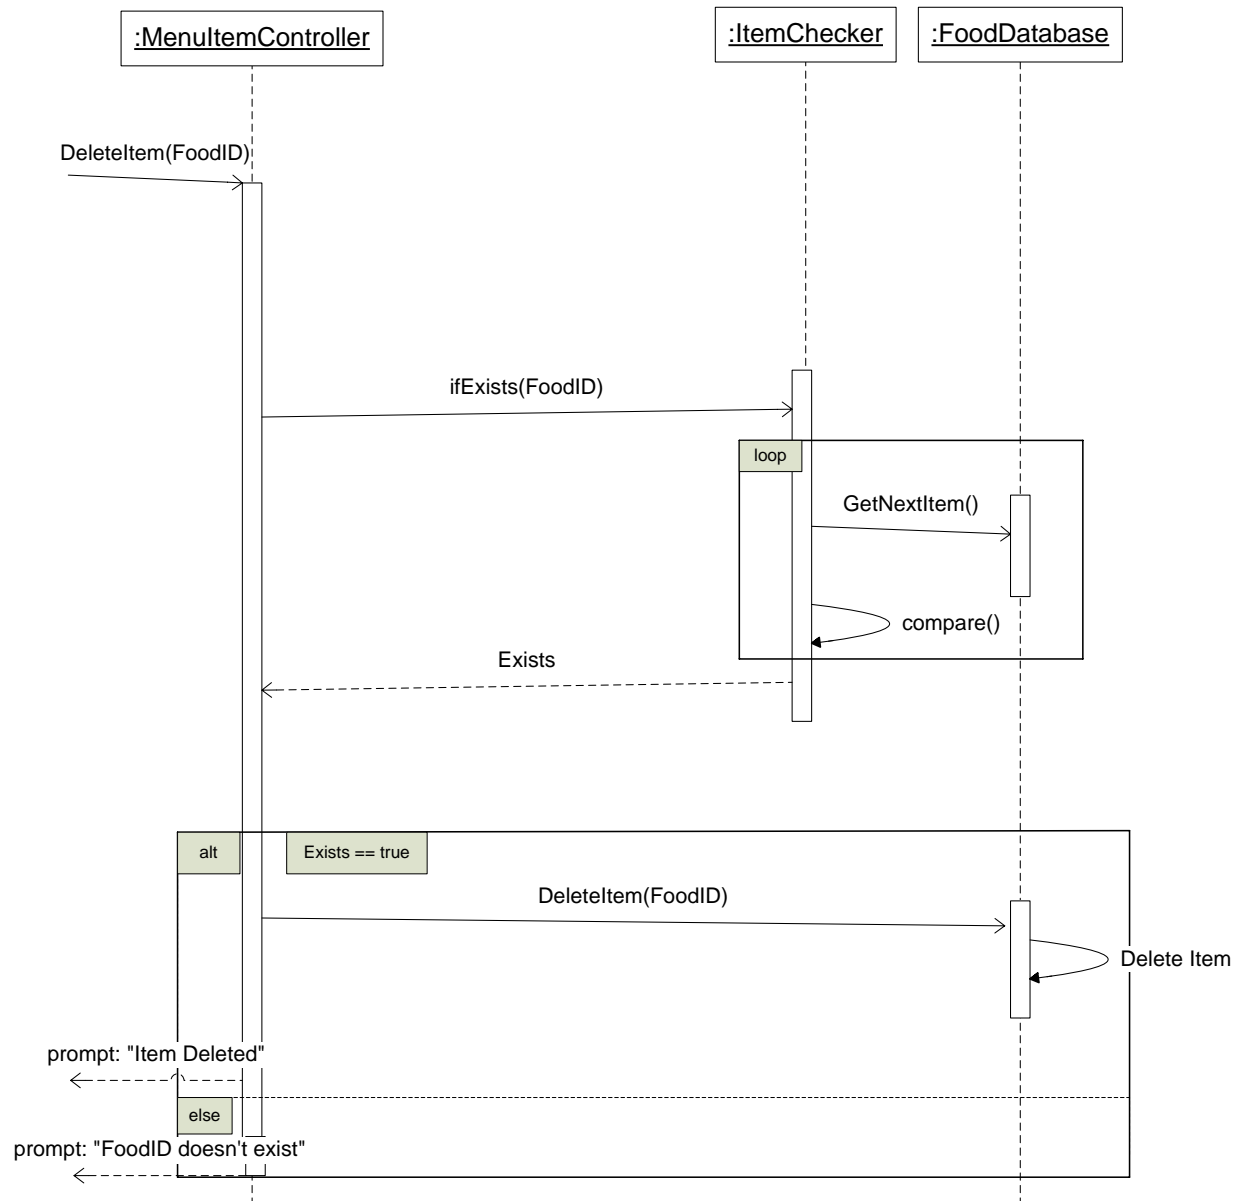 :MenuItemController
:ItemChecker
:FoodDatabase
DeleteItem(FoodID)
ifExists(FoodID)
loop
GetNextItem()
compare()
Exists
alt
Exists == true
DeleteItem(FoodID)
Delete Item
prompt: "Item Deleted"
else
prompt: "FoodID doesn't exist"